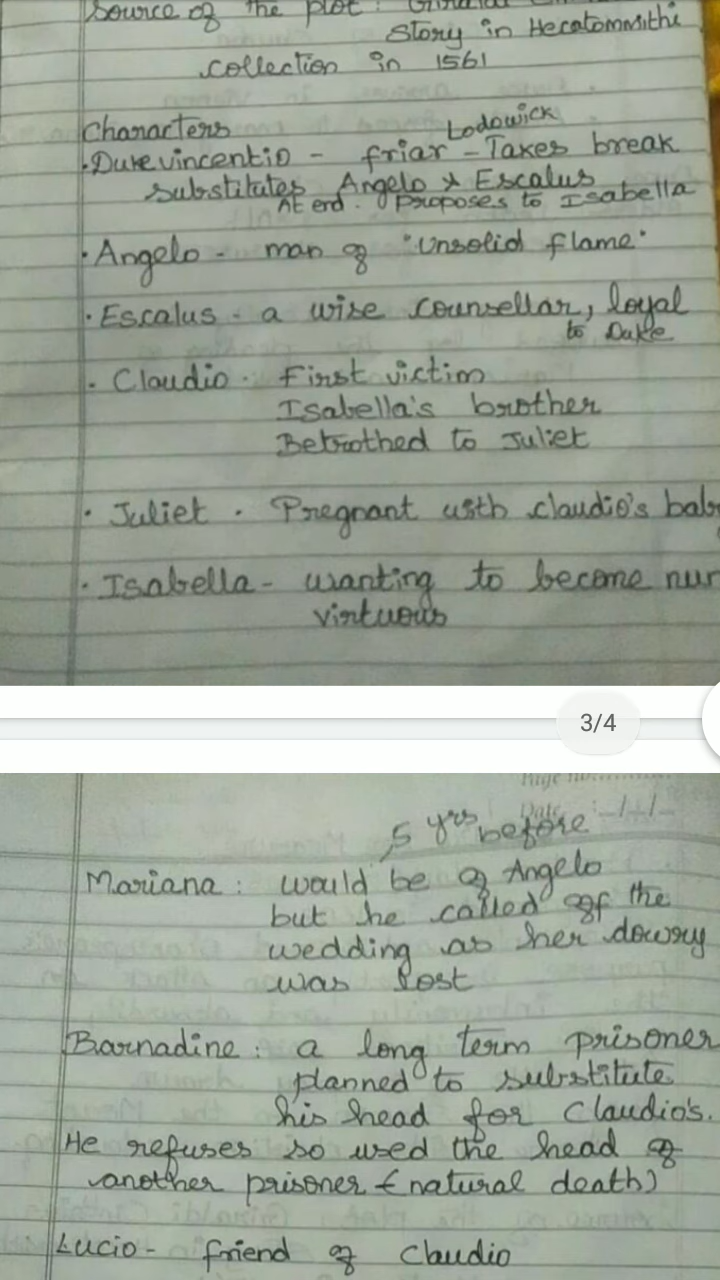 Source of the plot :
Story in Hecatommithi
collection in 1561
Characters
Lodowick
. Duke vincentio - friar - Takes break
substitutes Angelo & Escalus
At end . Proposes to Isabella
. Angelo - man of "Unsolid flame"
. Escalus - a wise counsellar, loyal
to Duke
. Claudio . First victim
Isabella's brother
Betrothed to Juliet
. Juliet . Pregnant with claudio's baby
. Isabella - wanting to become nun
virtuous
3/4
Date :-/-/-
5 yrs before
Mariana : would be of Angelo
but he called off the
wedding as her dowry
was lost
Barnadine : a long term prisoner
planned to substitute
his head for Claudio's.
He refuses so used the head of
another prisoner (natural death)
Lucio - friend of Claudio